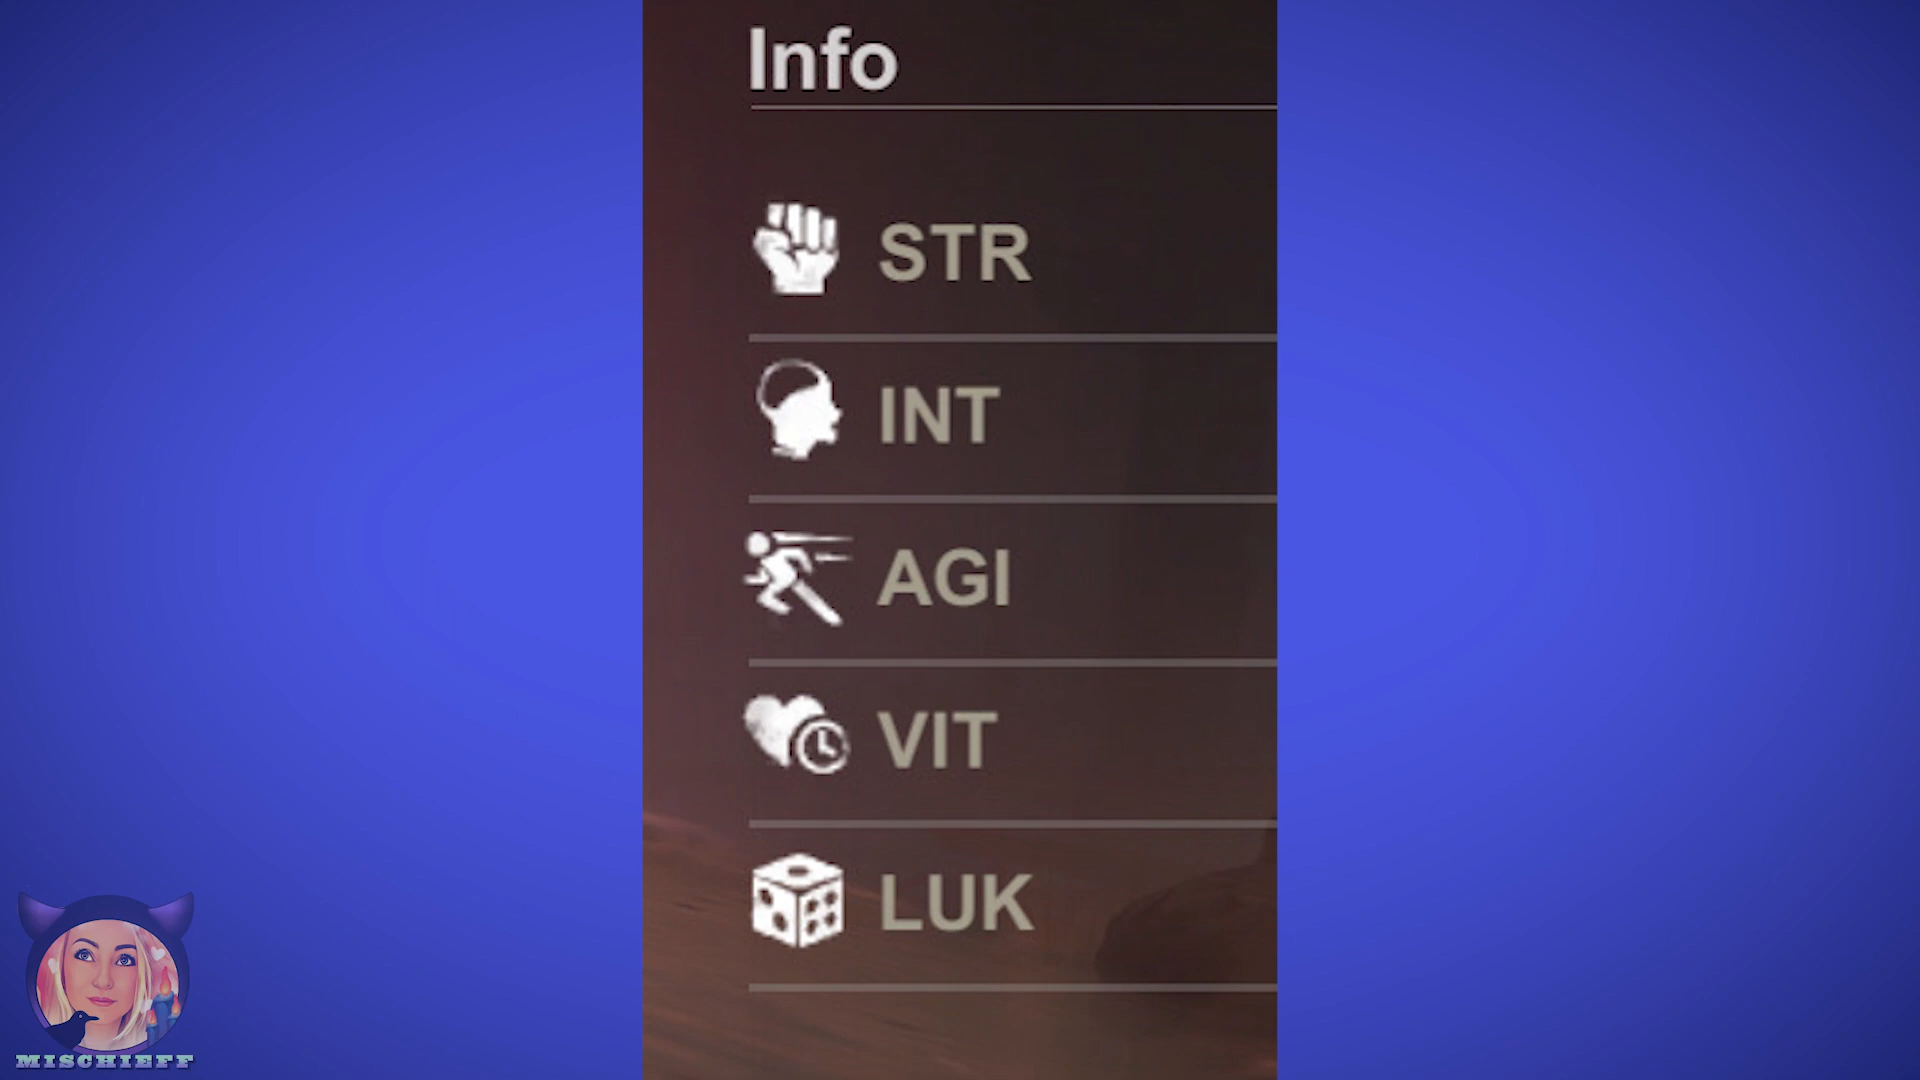 Info
STR
INT
AGI
VIT
LUK
MISCHIEFF